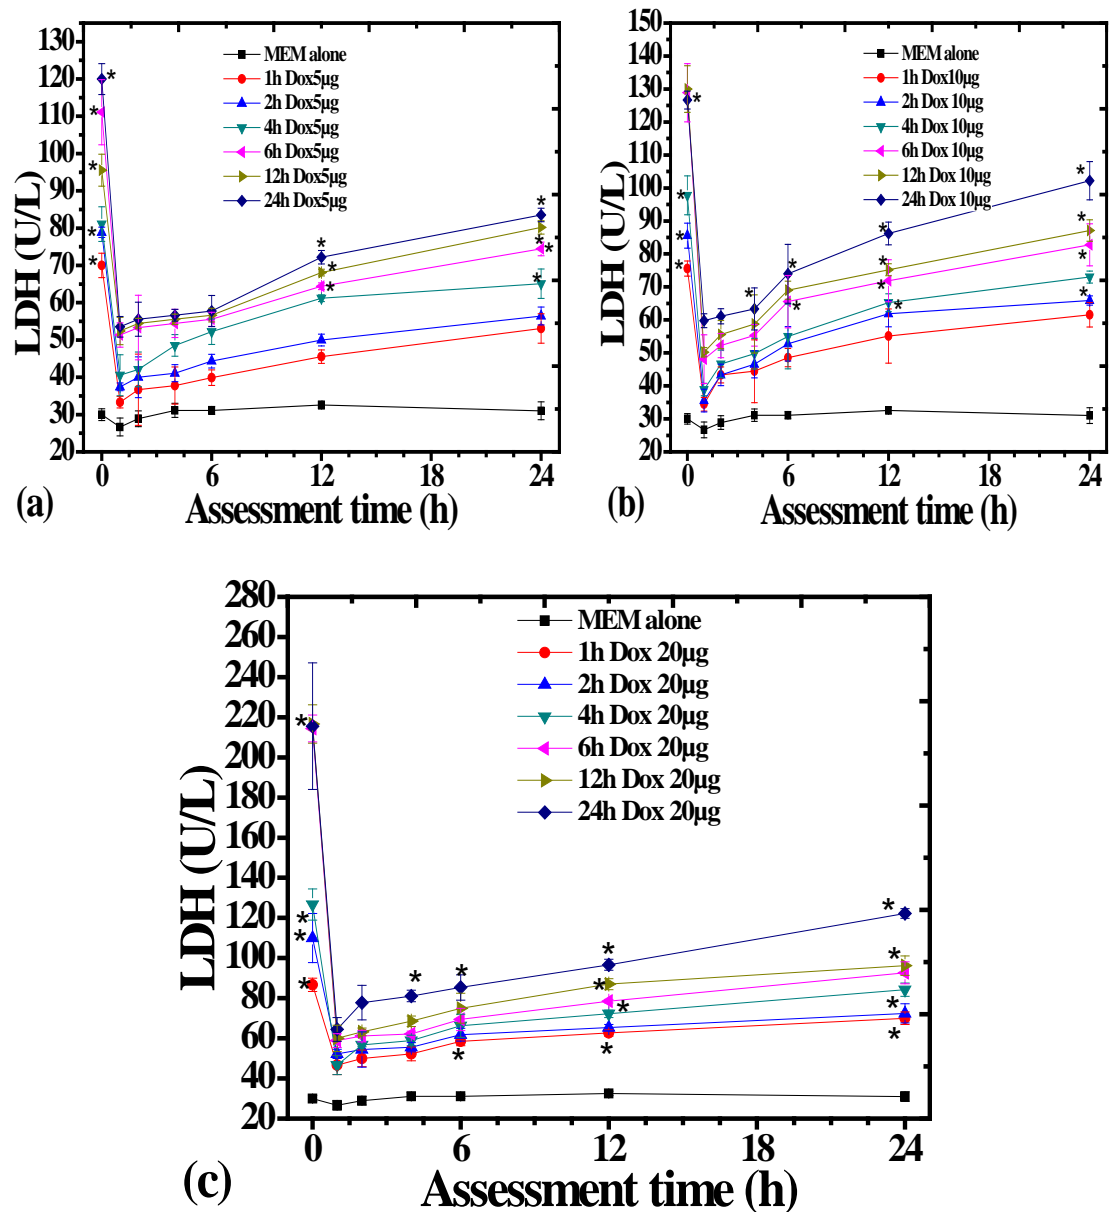 135
130
120
110
100
90
80
70
60
50
40
30
20
LDH (U/L)
MEM alone
1h Dox5µg
2h Dox5µg
4h Dox5µg
6h Dox5µg
12h Dox5µg
24h Dox5µg
* * * * * * * * * * * *
0 6 12 18 24
(a) Assessment time (h)
150
140
130
120
110
100
90
80
70
60
50
40
30
20
LDH (U/L)
MEM alone
1h Dox10µg
2h Dox 10µg
4h Dox 10µg
6h Dox 10µg
12h Dox 10µg
24h Dox 10µg
* * * * * * * * * * * * * * *
0 6 12 18 24
(b) Assessment time (h)
280
260
240
220
200
180
160
140
120
100
80
60
40
20
LDH (U/L)
MEM alone
1h Dox 20µg
2h Dox 20µg
4h Dox 20µg
6h Dox 20µg
12h Dox 20µg
24h Dox 20µg
* * * * * * * * * * * * * * *
0 6 12 18 24
(c) Assessment time (h)